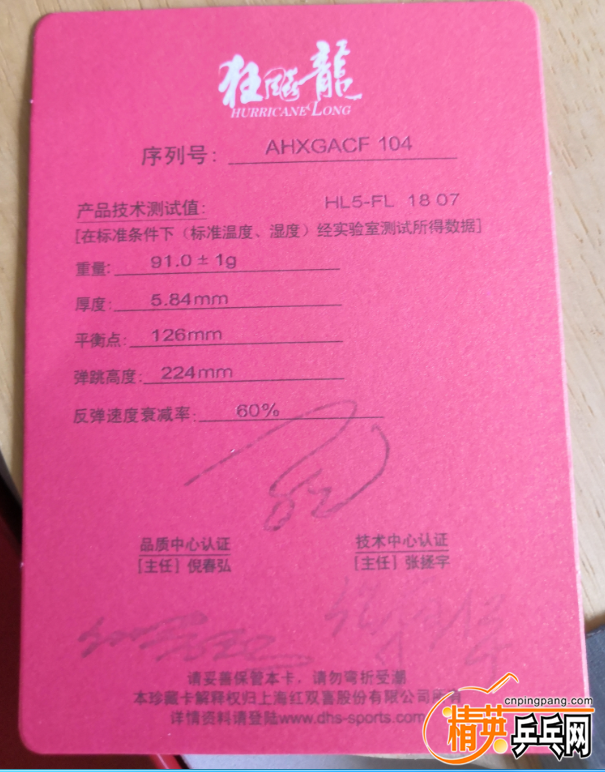 狂飚龍
HURRICANE LONG
序列号: AHXGACF 104
产品技术测试值: HL5-FL 18 07
[在标准条件下（标准温度、湿度）经实验室测试所得数据]
重量: 91.0 ± 1g
厚度: 5.84mm
平衡点: 126mm
弹跳高度: 224mm
反弹速度衰减率: 60%
品质中心认证 技术中心认证
[主任] 倪春弘 [主任] 张拯宇
请妥善保管本卡，请勿弯折受潮
本珍藏卡解释权归上海红双喜股份有限公司所有
详情资料请登陆www.dhs-sports.com
cnpingpang.com
精英乒乓网